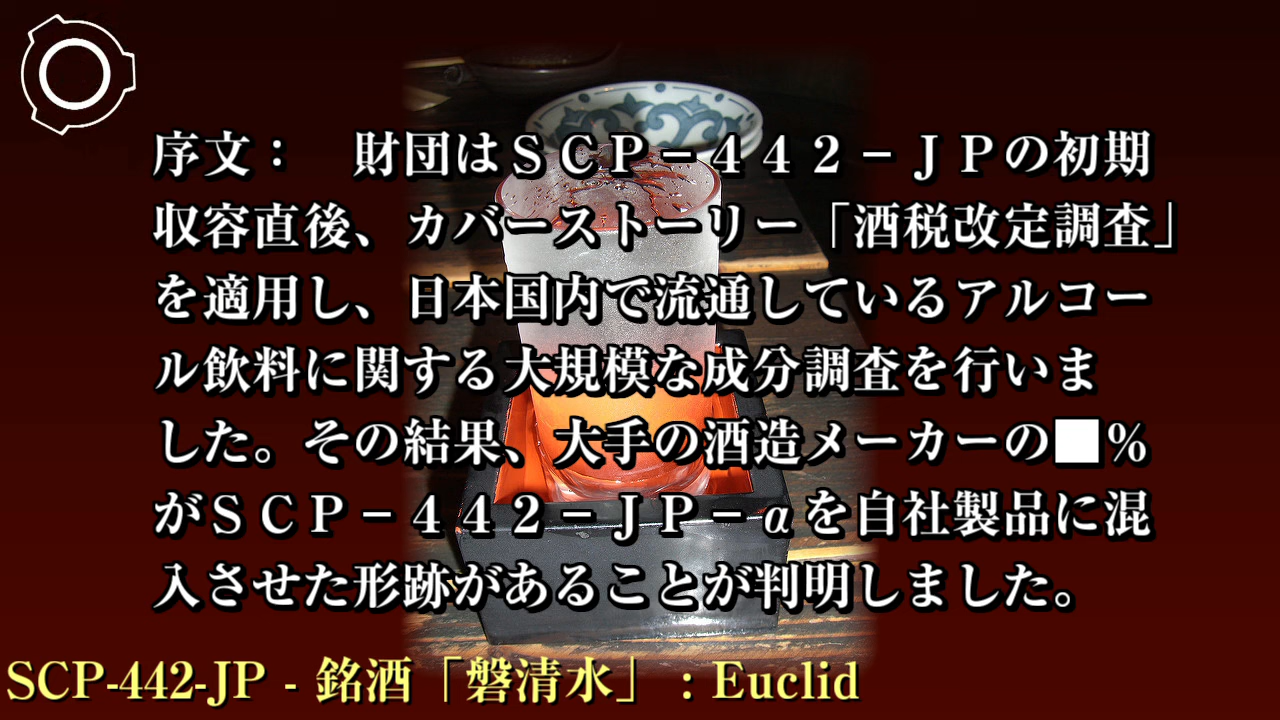 序文：　財団はＳＣＰ－４４２－ＪＰの初期
収容直後、カバーストーリー「酒税改定調査」
を適用し、日本国内で流通しているアルコー
ル飲料に関する大規模な成分調査を行いま
した。その結果、大手の酒造メーカーの■％
がＳＣＰ－４４２－ＪＰ－αを自社製品に混
入させた形跡があることが判明しました。
SCP-442-JP - 銘酒「磐清水」 : Euclid